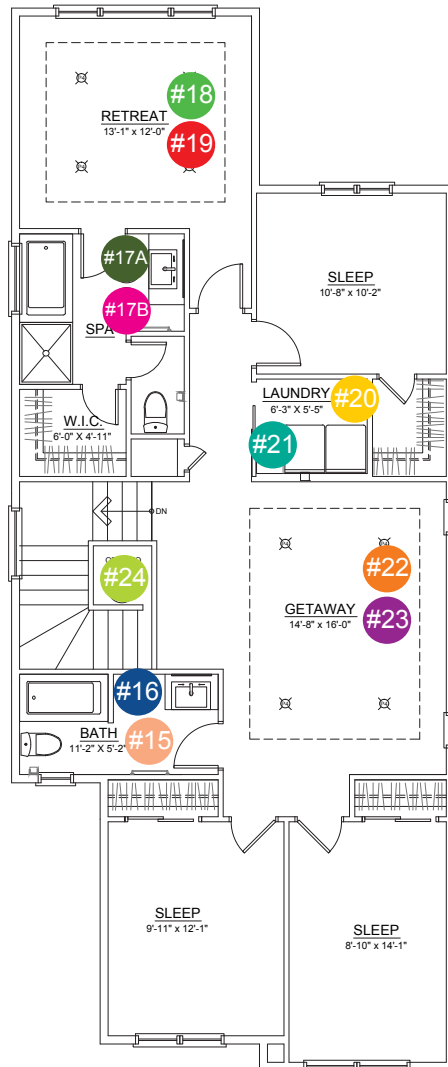 #18
RETREAT
13'-1" x 12'-0"
#19
#17A
#17B
SPA
SLEEP
10'-8" x 10'-2"
W.I.C.
6'-0" X 4'-11"
LAUNDRY
6'-3" X 5'-5"
#20
#21
DN
#24
#22
GETAWAY
14'-8" x 16'-0"
#23
#16
BATH
11'-2" X 5'-2"
#15
SLEEP
9'-11" x 12'-1"
SLEEP
8'-10" x 14'-1"